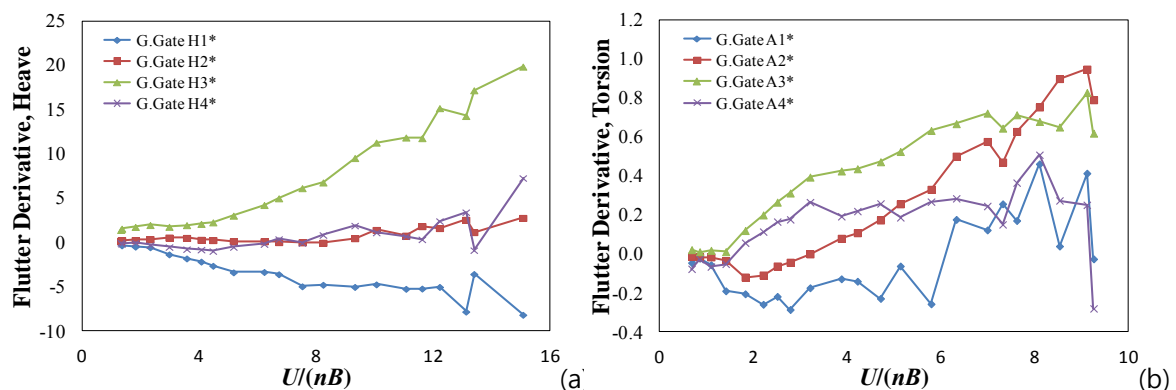 Flutter Derivative, Heave
25
20
15
10
5
0
-5
-10
G.Gate H1*
G.Gate H2*
G.Gate H3*
G.Gate H4*
0 4 8 12 16
U/(nB)
(a)
Flutter Derivative, Torsion
1.2
1.0
0.8
0.6
0.4
0.2
0.0
-0.2
-0.4
G.Gate A1*
G.Gate A2*
G.Gate A3*
G.Gate A4*
0 2 4 6 8 10
U/(nB)
(b)